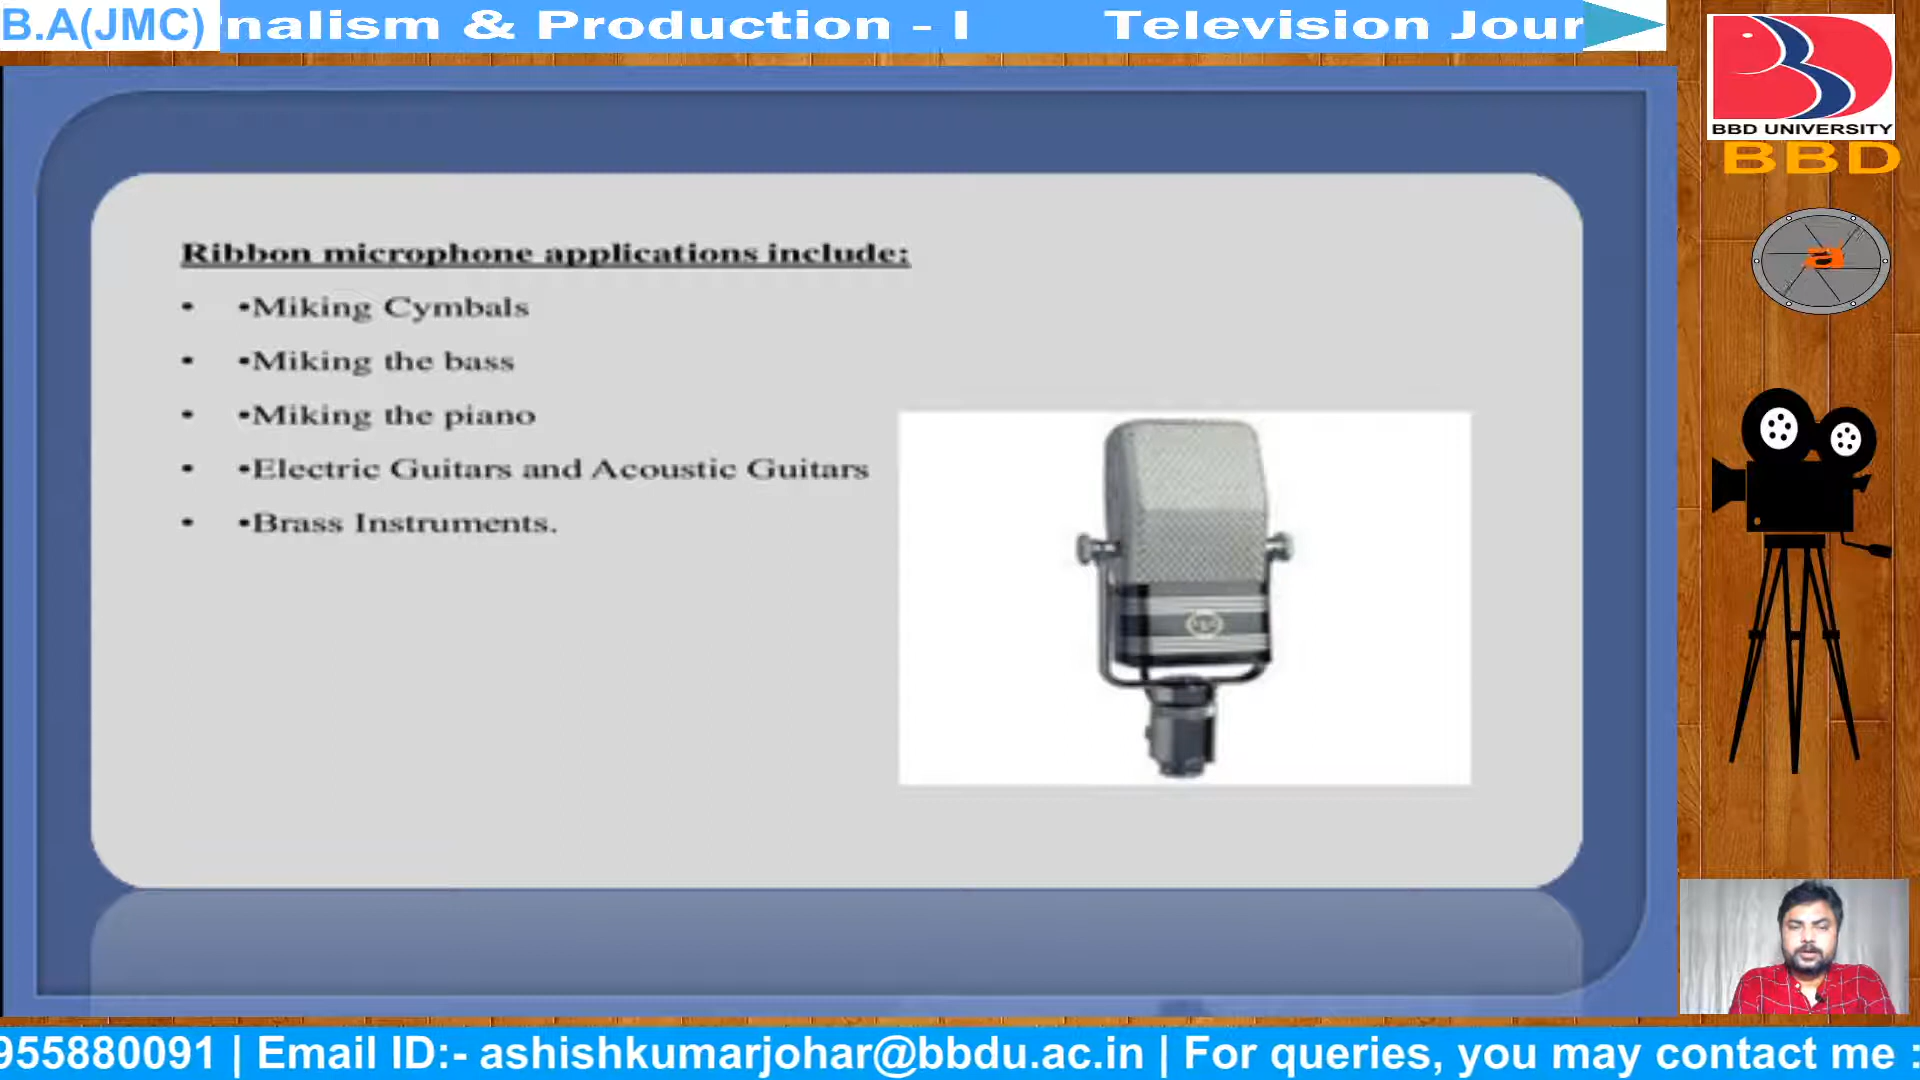 B.A(JMC) rnalism & Production - I Television Jour
BBD UNIVERSITY
BBD
a
Ribbon microphone applications include:
• •Miking Cymbals
• •Miking the bass
• •Miking the piano
• •Electric Guitars and Acoustic Guitars
• •Brass Instruments.
955880091 | Email ID:- ashishkumarjohar@bbdu.ac.in | For queries, you may contact me :